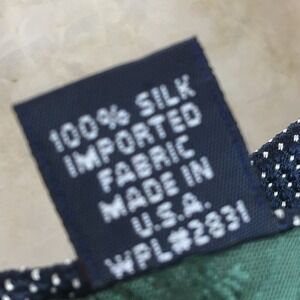 100% SILK
IMPORTED
FABRIC
MADE IN
U.S.A.
WPL#2831